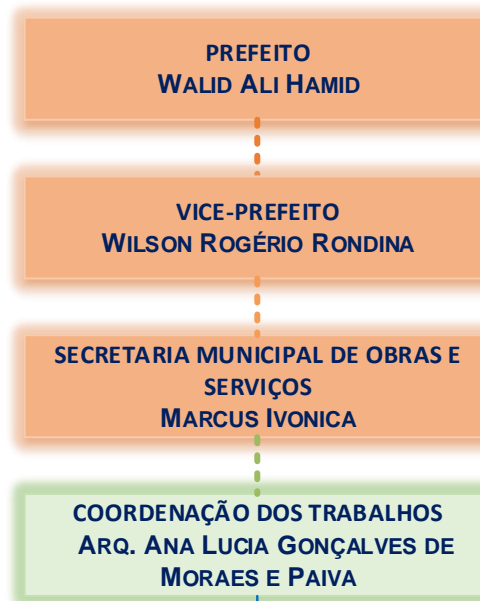 PREFEITO
WALID ALI HAMID
VICE-PREFEITO
WILSON ROGÉRIO RONDINA
SECRETARIA MUNICIPAL DE OBRAS E
SERVIÇOS
MARCUS IVONICA
COORDENAÇÃO DOS TRABALHOS
ARQ. ANA LUCIA GONÇALVES DE
MORAES E PAIVA